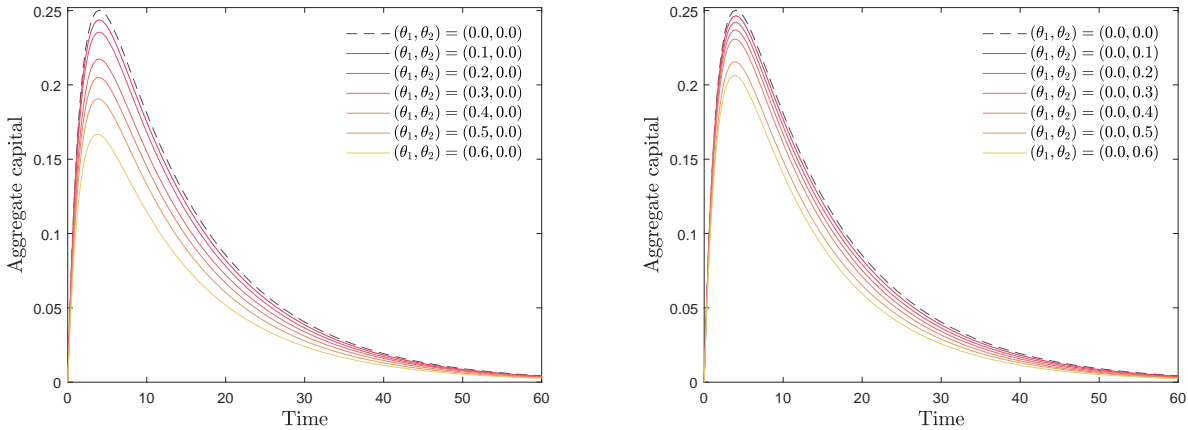 0.25
0.2
0.15
0.1
0.05
0
Aggregate capital
(θ₁, θ₂) = (0.0, 0.0)
(θ₁, θ₂) = (0.1, 0.0)
(θ₁, θ₂) = (0.2, 0.0)
(θ₁, θ₂) = (0.3, 0.0)
(θ₁, θ₂) = (0.4, 0.0)
(θ₁, θ₂) = (0.5, 0.0)
(θ₁, θ₂) = (0.6, 0.0)
0 10 20 30 40 50 60
Time
0.25
0.2
0.15
0.1
0.05
0
Aggregate capital
(θ₁, θ₂) = (0.0, 0.0)
(θ₁, θ₂) = (0.0, 0.1)
(θ₁, θ₂) = (0.0, 0.2)
(θ₁, θ₂) = (0.0, 0.3)
(θ₁, θ₂) = (0.0, 0.4)
(θ₁, θ₂) = (0.0, 0.5)
(θ₁, θ₂) = (0.0, 0.6)
0 10 20 30 40 50 60
Time